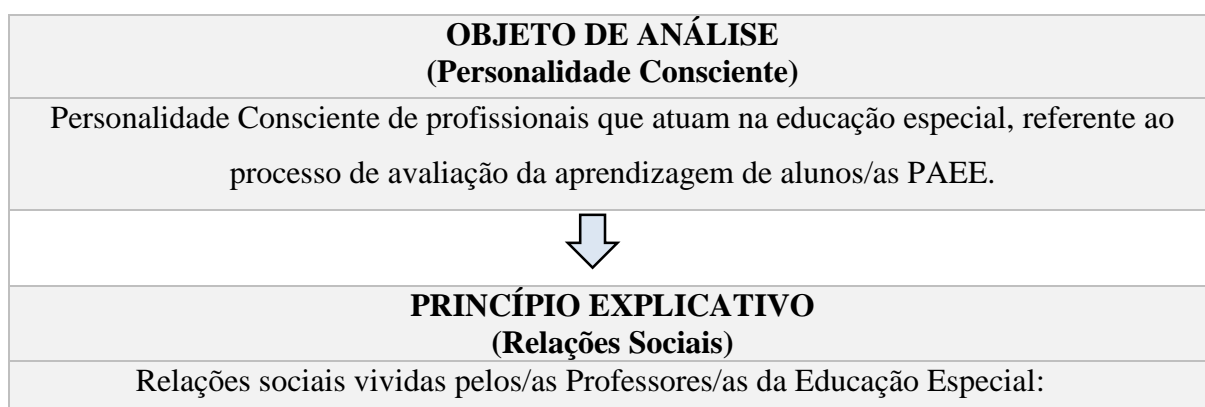 OBJETO DE ANÁLISE
(Personalidade Consciente)
Personalidade Consciente de profissionais que atuam na educação especial, referente ao
processo de avaliação da aprendizagem de alunos/as PAEE.
PRINCÍPIO EXPLICATIVO
(Relações Sociais)
Relações sociais vividas pelos/as Professores/as da Educação Especial: